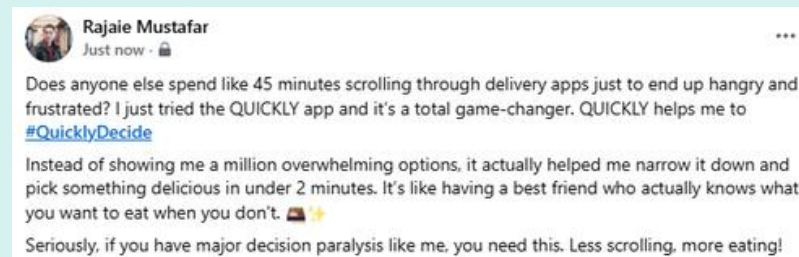 Rajaie Mustafar
Just now ·
Does anyone else spend like 45 minutes scrolling through delivery apps just to end up hangry and
frustrated? I just tried the QUICKLY app and it's a total game-changer. QUICKLY helps me to
#QuicklyDecide
Instead of showing me a million overwhelming options, it actually helped me narrow it down and
pick something delicious in under 2 minutes. It's like having a best friend who actually knows what
you want to eat when you don't. 🍱✨
Seriously, if you have major decision paralysis like me, you need this. Less scrolling, more eating!